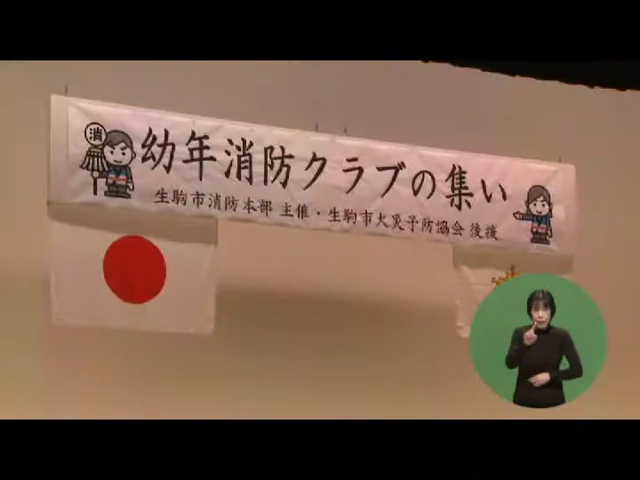 消
幼年消防クラブの集い
生駒市消防本部 主催・生駒市火災予防協会 後援